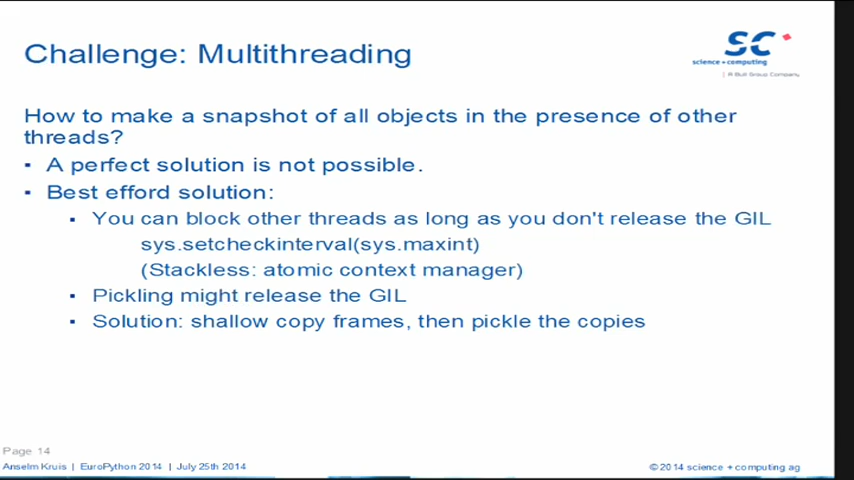 Challenge: Multithreading
SC
science + computing
| A Bull Group Company
How to make a snapshot of all objects in the presence of other
threads?
▪ A perfect solution is not possible.
▪ Best efford solution:
▪ You can block other threads as long as you don't release the GIL
sys.setcheckinterval(sys.maxint)
(Stackless: atomic context manager)
▪ Pickling might release the GIL
▪ Solution: shallow copy frames, then pickle the copies
Page 14
Anselm Kruis | EuroPython 2014 | July 25th 2014
©2014 science + computing ag